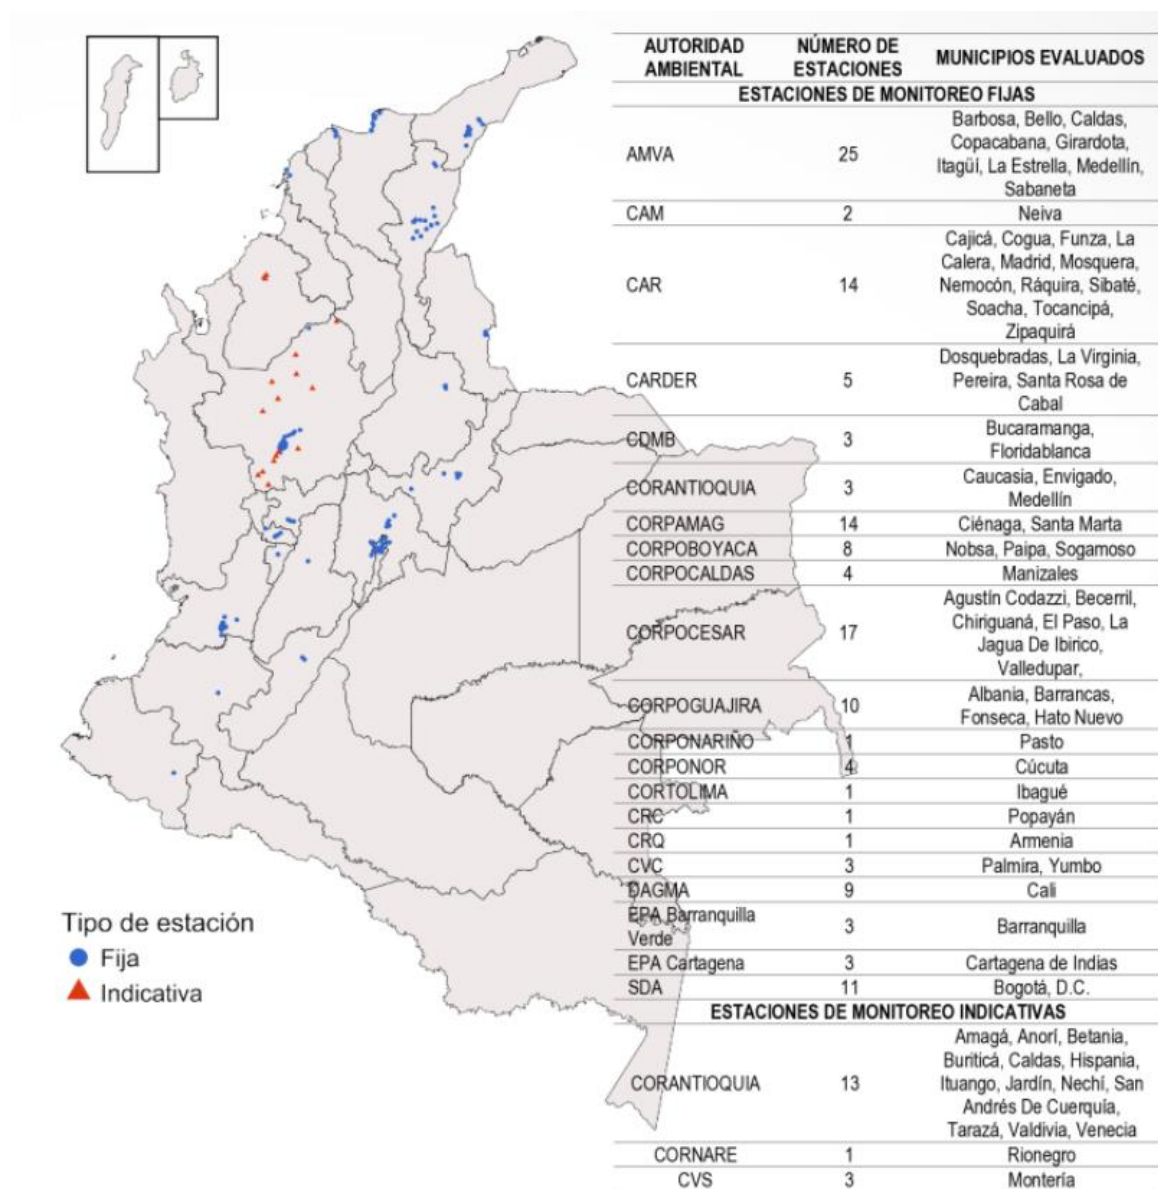 AUTORIDAD
AMBIENTAL
NÚMERO DE
ESTACIONES
MUNICIPIOS EVALUADOS
ESTACIONES DE MONITOREO FIJAS
AMVA
25
Barbosa, Bello, Caldas,
Copacabana, Girardota,
Itagüí, La Estrella, Medellín,
Sabaneta
CAM
2
Neiva
CAR
14
Cajicá, Cogua, Funza, La
Calera, Madrid, Mosquera,
Nemocón, Ráquira, Sibaté,
Soacha, Tocancipá,
Zipaquirá
CARDER
5
Dosquebradas, La Virginia,
Pereira, Santa Rosa de
Cabal
CDMB
3
Bucaramanga,
Floridablanca
CORANTIOQUIA
3
Caucasia, Envigado,
Medellín
CORPAMAG
14
Ciénaga, Santa Marta
CORPOBOYACA
8
Nobsa, Paipa, Sogamoso
CORPOCALDAS
4
Manizales
CORPOCESAR
17
Agustín Codazzi, Becerril,
Chiriguaná, El Paso, La
Jagua De Ibirico,
Valledupar,
CORPOGUAJIRA
10
Albania, Barrancas,
Fonseca, Hato Nuevo
CORPONARIÑO
1
Pasto
CORPONOR
4
Cúcuta
CORTOLIMA
1
Ibagué
CRC
1
Popayán
CRQ
1
Armenia
CVC
3
Palmira, Yumbo
DAGMA
9
Cali
EPA Barranquilla
Verde
3
Barranquilla
EPA Cartagena
3
Cartagena de Indias
SDA
11
Bogotá, D.C.
ESTACIONES DE MONITOREO INDICATIVAS
CORANTIOQUIA
13
Amagá, Anorí, Betania,
Buriticá, Caldas, Hispania,
Ituango, Jardín, Nechí, San
Andrés De Cuerquía,
Tarazá, Valdivia, Venecia
CORNARE
1
Rionegro
CVS
3
Montería
Tipo de estación
Fija
Indicativa